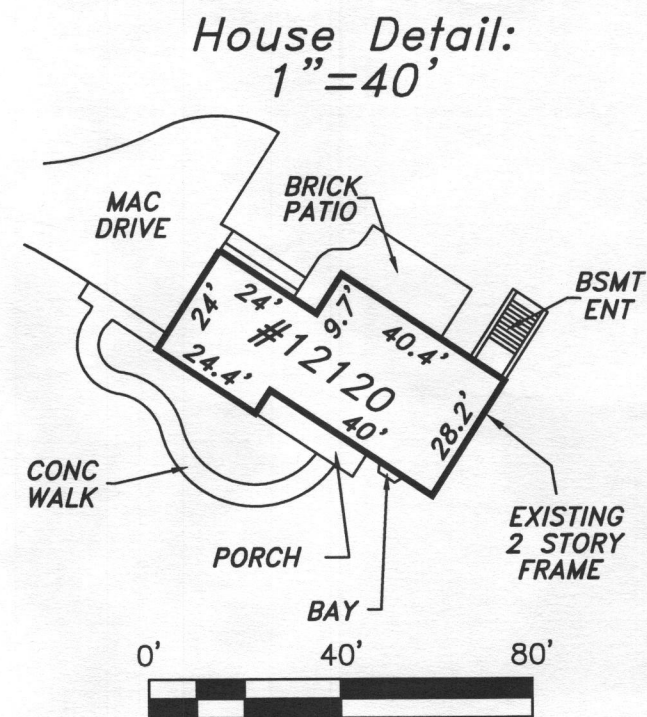 House Detail:
1"=40'
MAC
DRIVE
BRICK
PATIO
BSMT
ENT
24'
24'
9.7'
40.4'
#12120
24.4'
40'
28.2'
CONC
WALK
PORCH
BAY
EXISTING
2 STORY
FRAME
0'
40'
80'